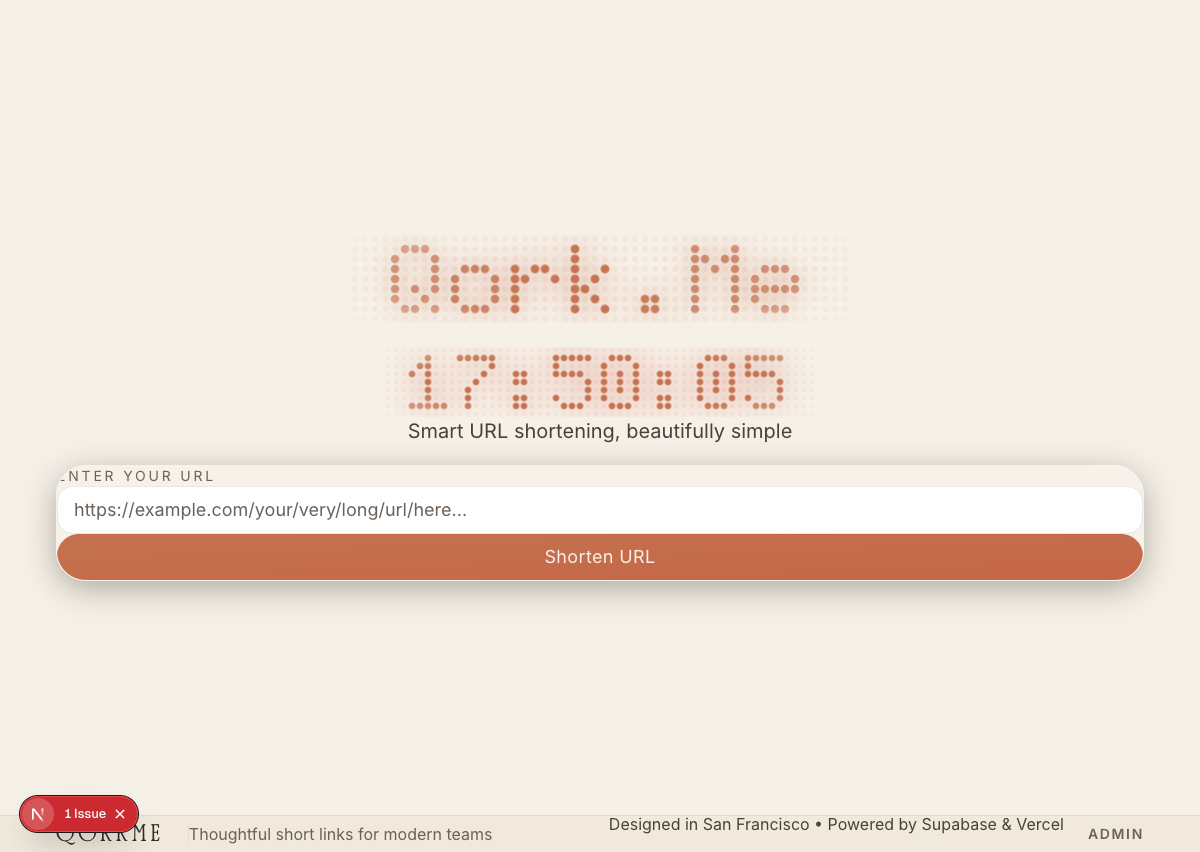 Qork.Me
17:50:05
Smart URL shortening, beautifully simple
ENTER YOUR URL
https://example.com/your/very/long/url/here...
Shorten URL
1 Issue
Thoughtful short links for modern teams
Designed in San Francisco • Powered by Supabase & Vercel
ADMIN